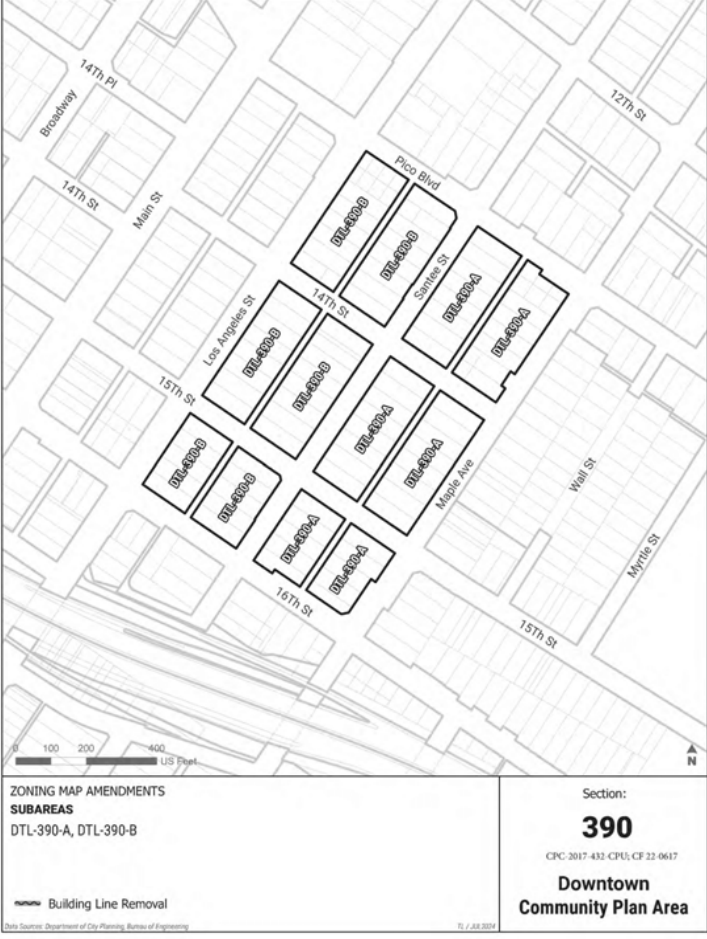 14Th Pl
Broadway
12Th St
Pico Blvd
14Th St
Main St
DTL-390-B
DTL-390-B
Santee St
DTL-390-A
DTL-390-A
14Th St
Los Angeles St
DTL-390-B
DTL-390-B
15Th St
DTL-390-A
DTL-390-A
Maple Ave
Wall St
DTL-390-B
DTL-390-B
DTL-390-A
DTL-390-A
Myrtle St
16Th St
15Th St
0 100 200 400
US Feet
N
ZONING MAP AMENDMENTS
SUBAREAS
DTL-390-A, DTL-390-B
Building Line Removal
Data Sources: Department of City Planning, Bureau of Engineering
TL / JUL 2024
Section:
390
CPC-2017-432-CPU; CF 22-0617
Downtown
Community Plan Area